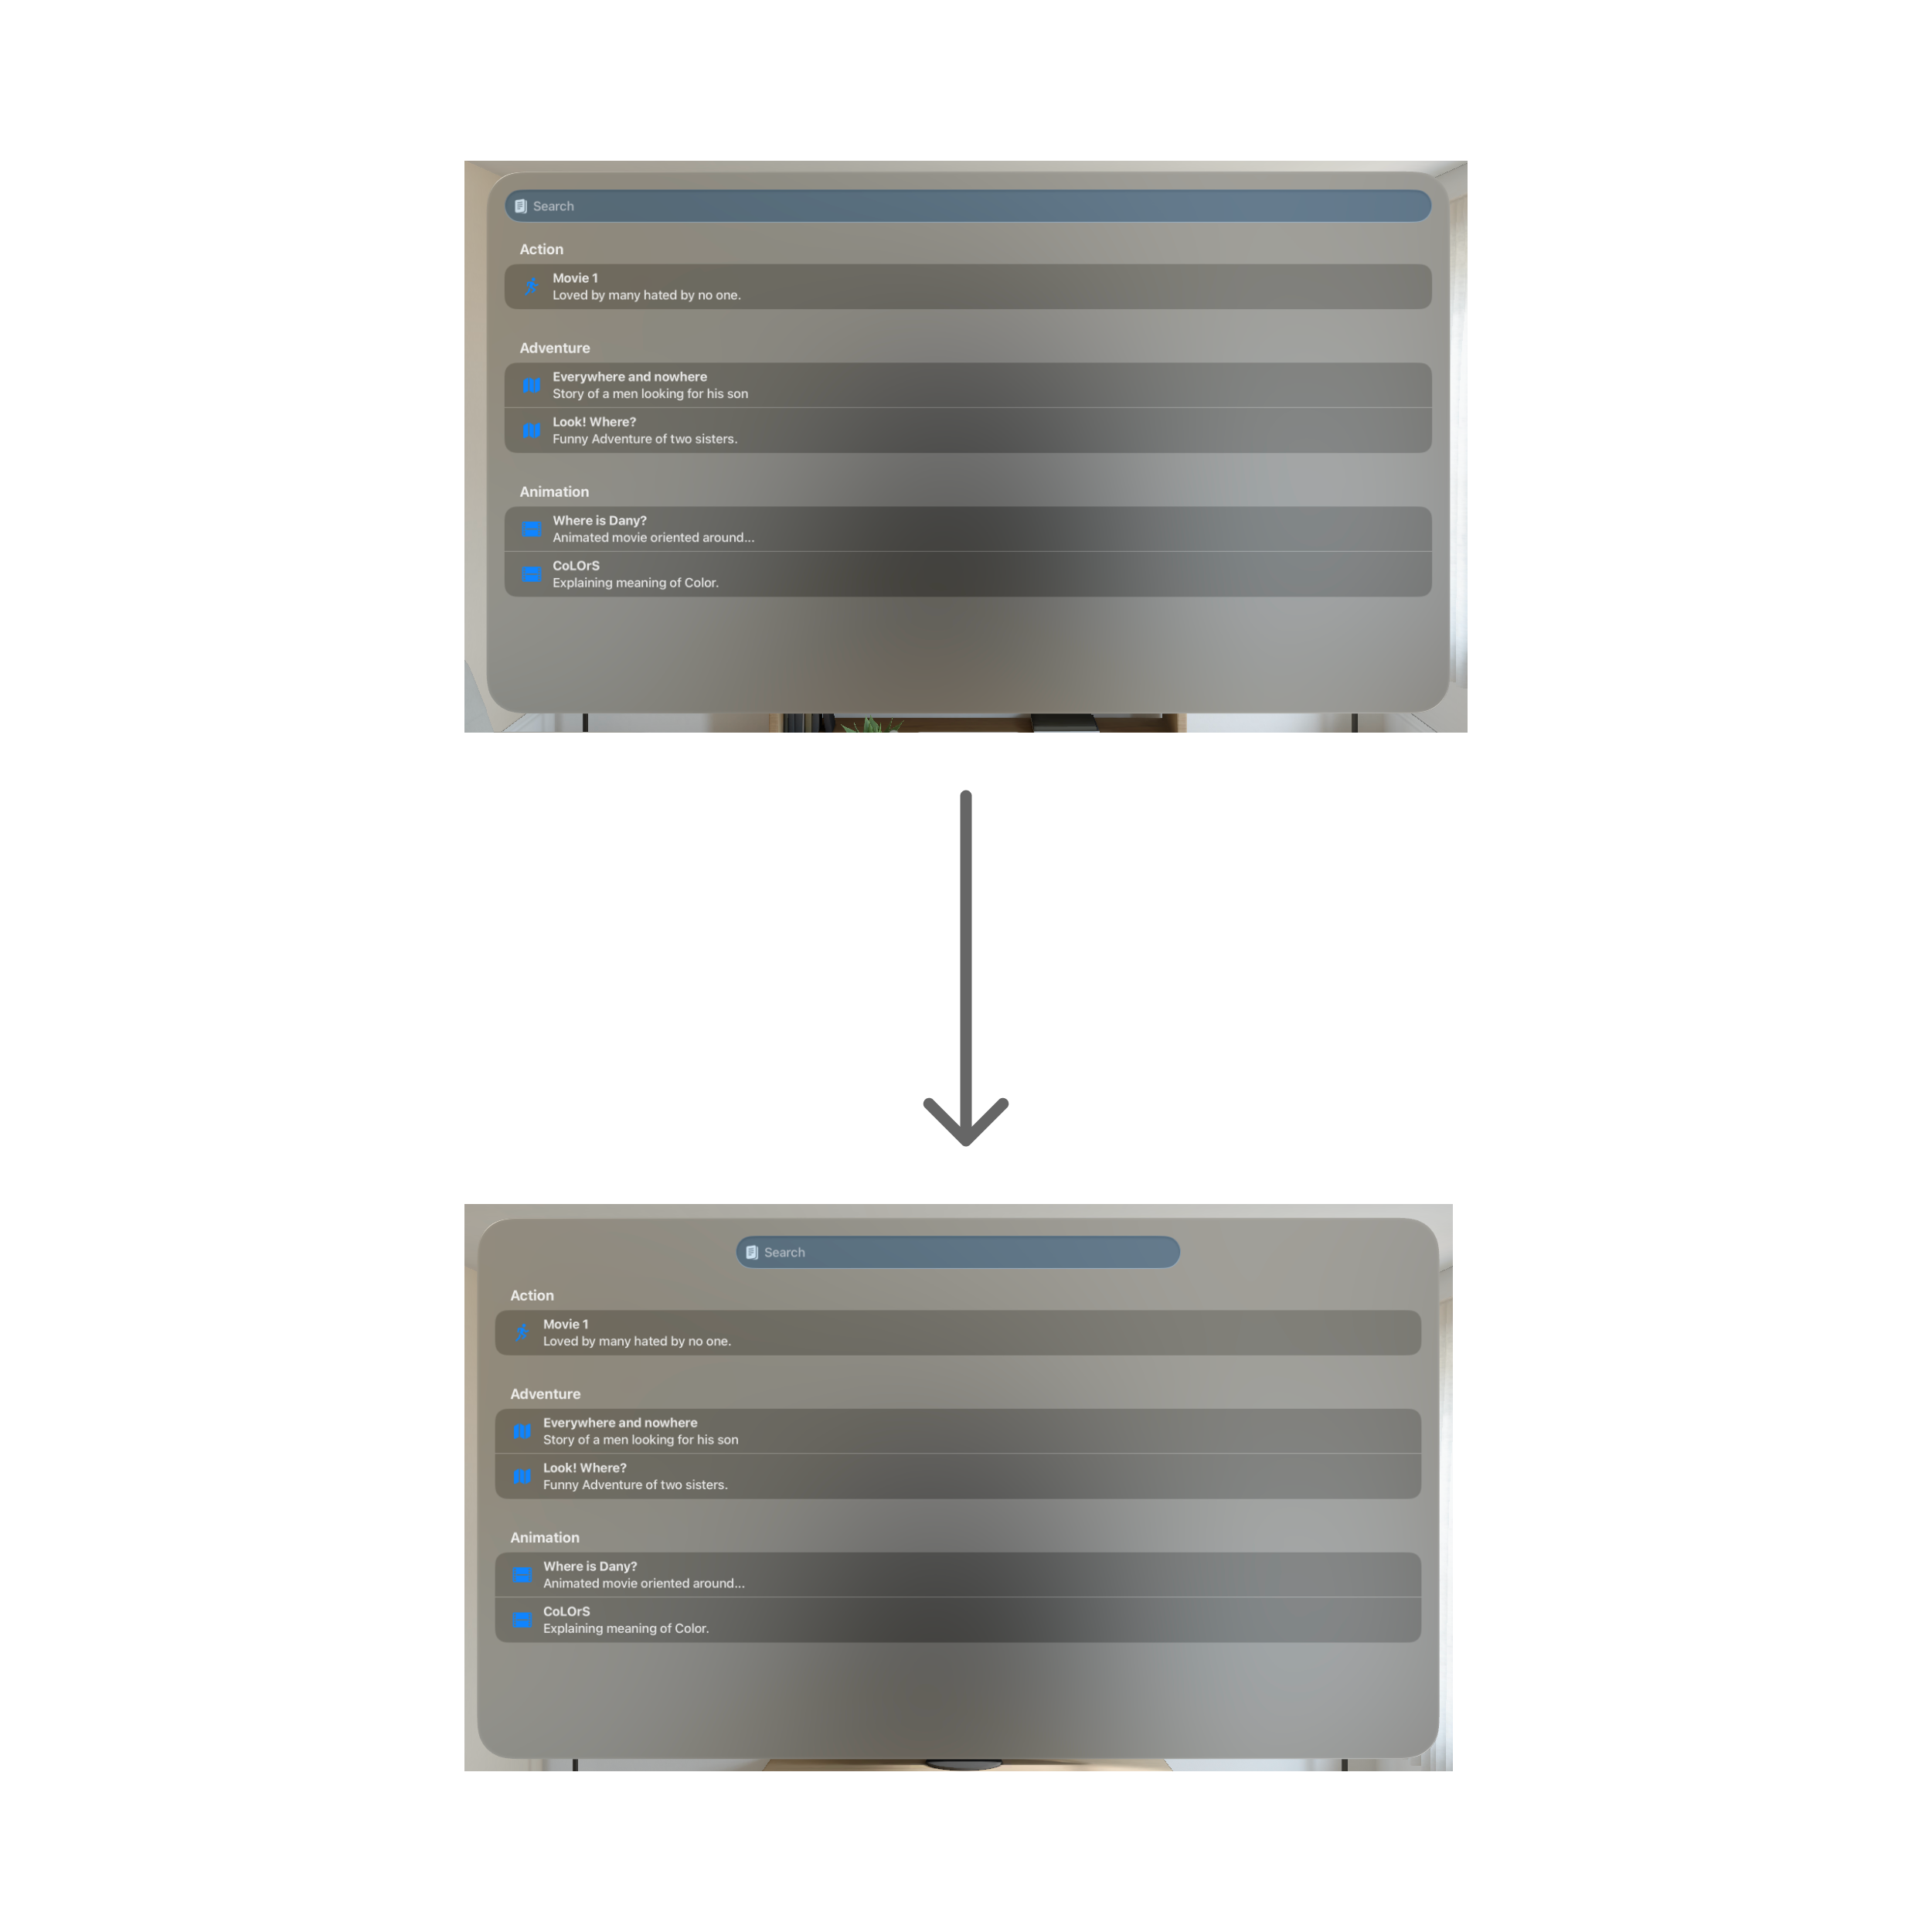 Search
Action
Movie 1
Loved by many hated by no one.
Adventure
Everywhere and nowhere
Story of a men looking for his son
Look! Where?
Funny Adventure of two sisters.
Animation
Where is Dany?
Animated movie oriented around...
CoLOrS
Explaining meaning of Color.
Search
Action
Movie 1
Loved by many hated by no one.
Adventure
Everywhere and nowhere
Story of a men looking for his son
Look! Where?
Funny Adventure of two sisters.
Animation
Where is Dany?
Animated movie oriented around...
CoLOrS
Explaining meaning of Color.